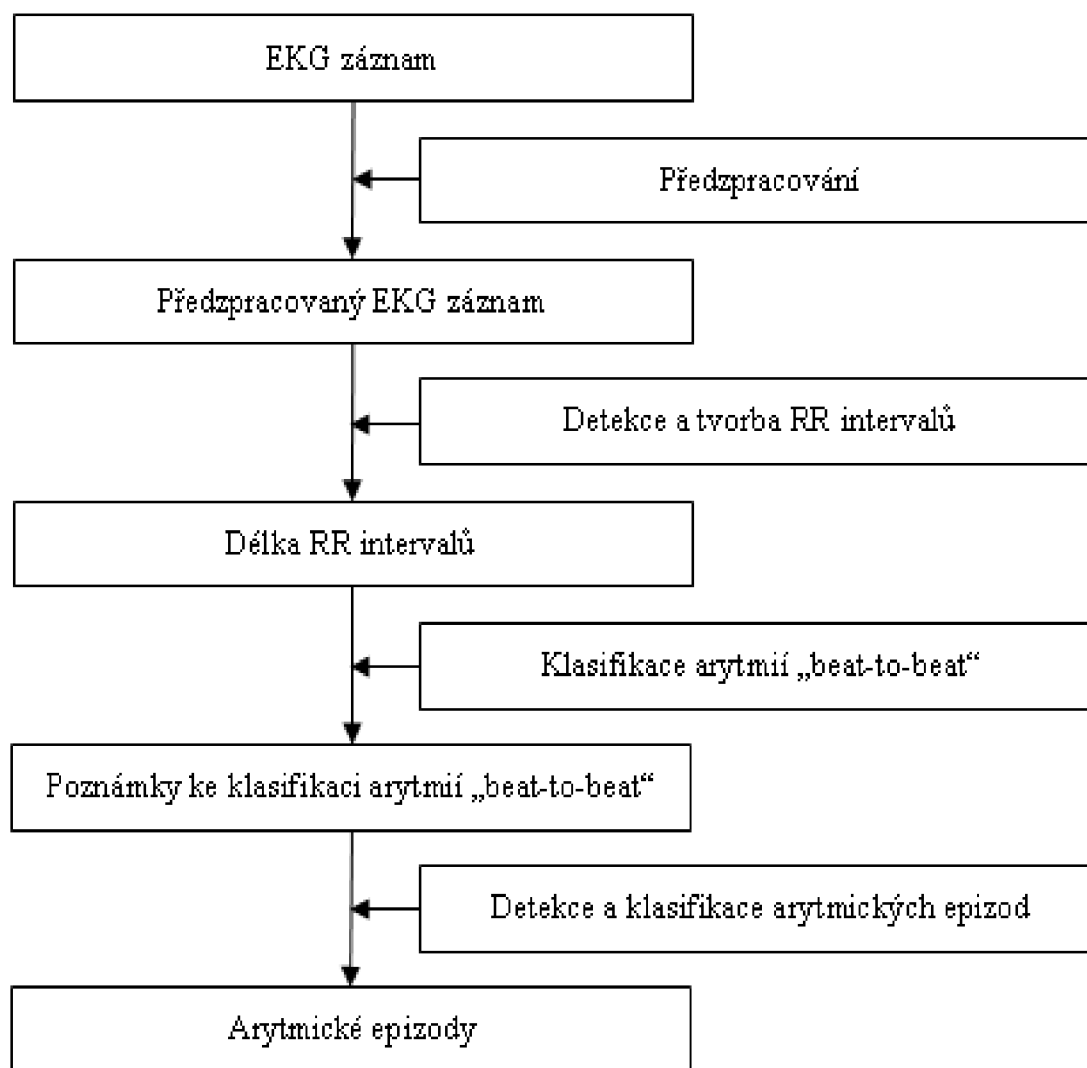 EKG záznam
Předzpracování
Předzpracovaný EKG záznam
Detekce a tvorba RR intervalů
Délka RR intervalů
Klasifikace arytmií „beat-to-beat“
Poznámky ke klasifikaci arytmií „beat-to-beat“
Detekce a klasifikace arytmických epizod
Arytmické epizody